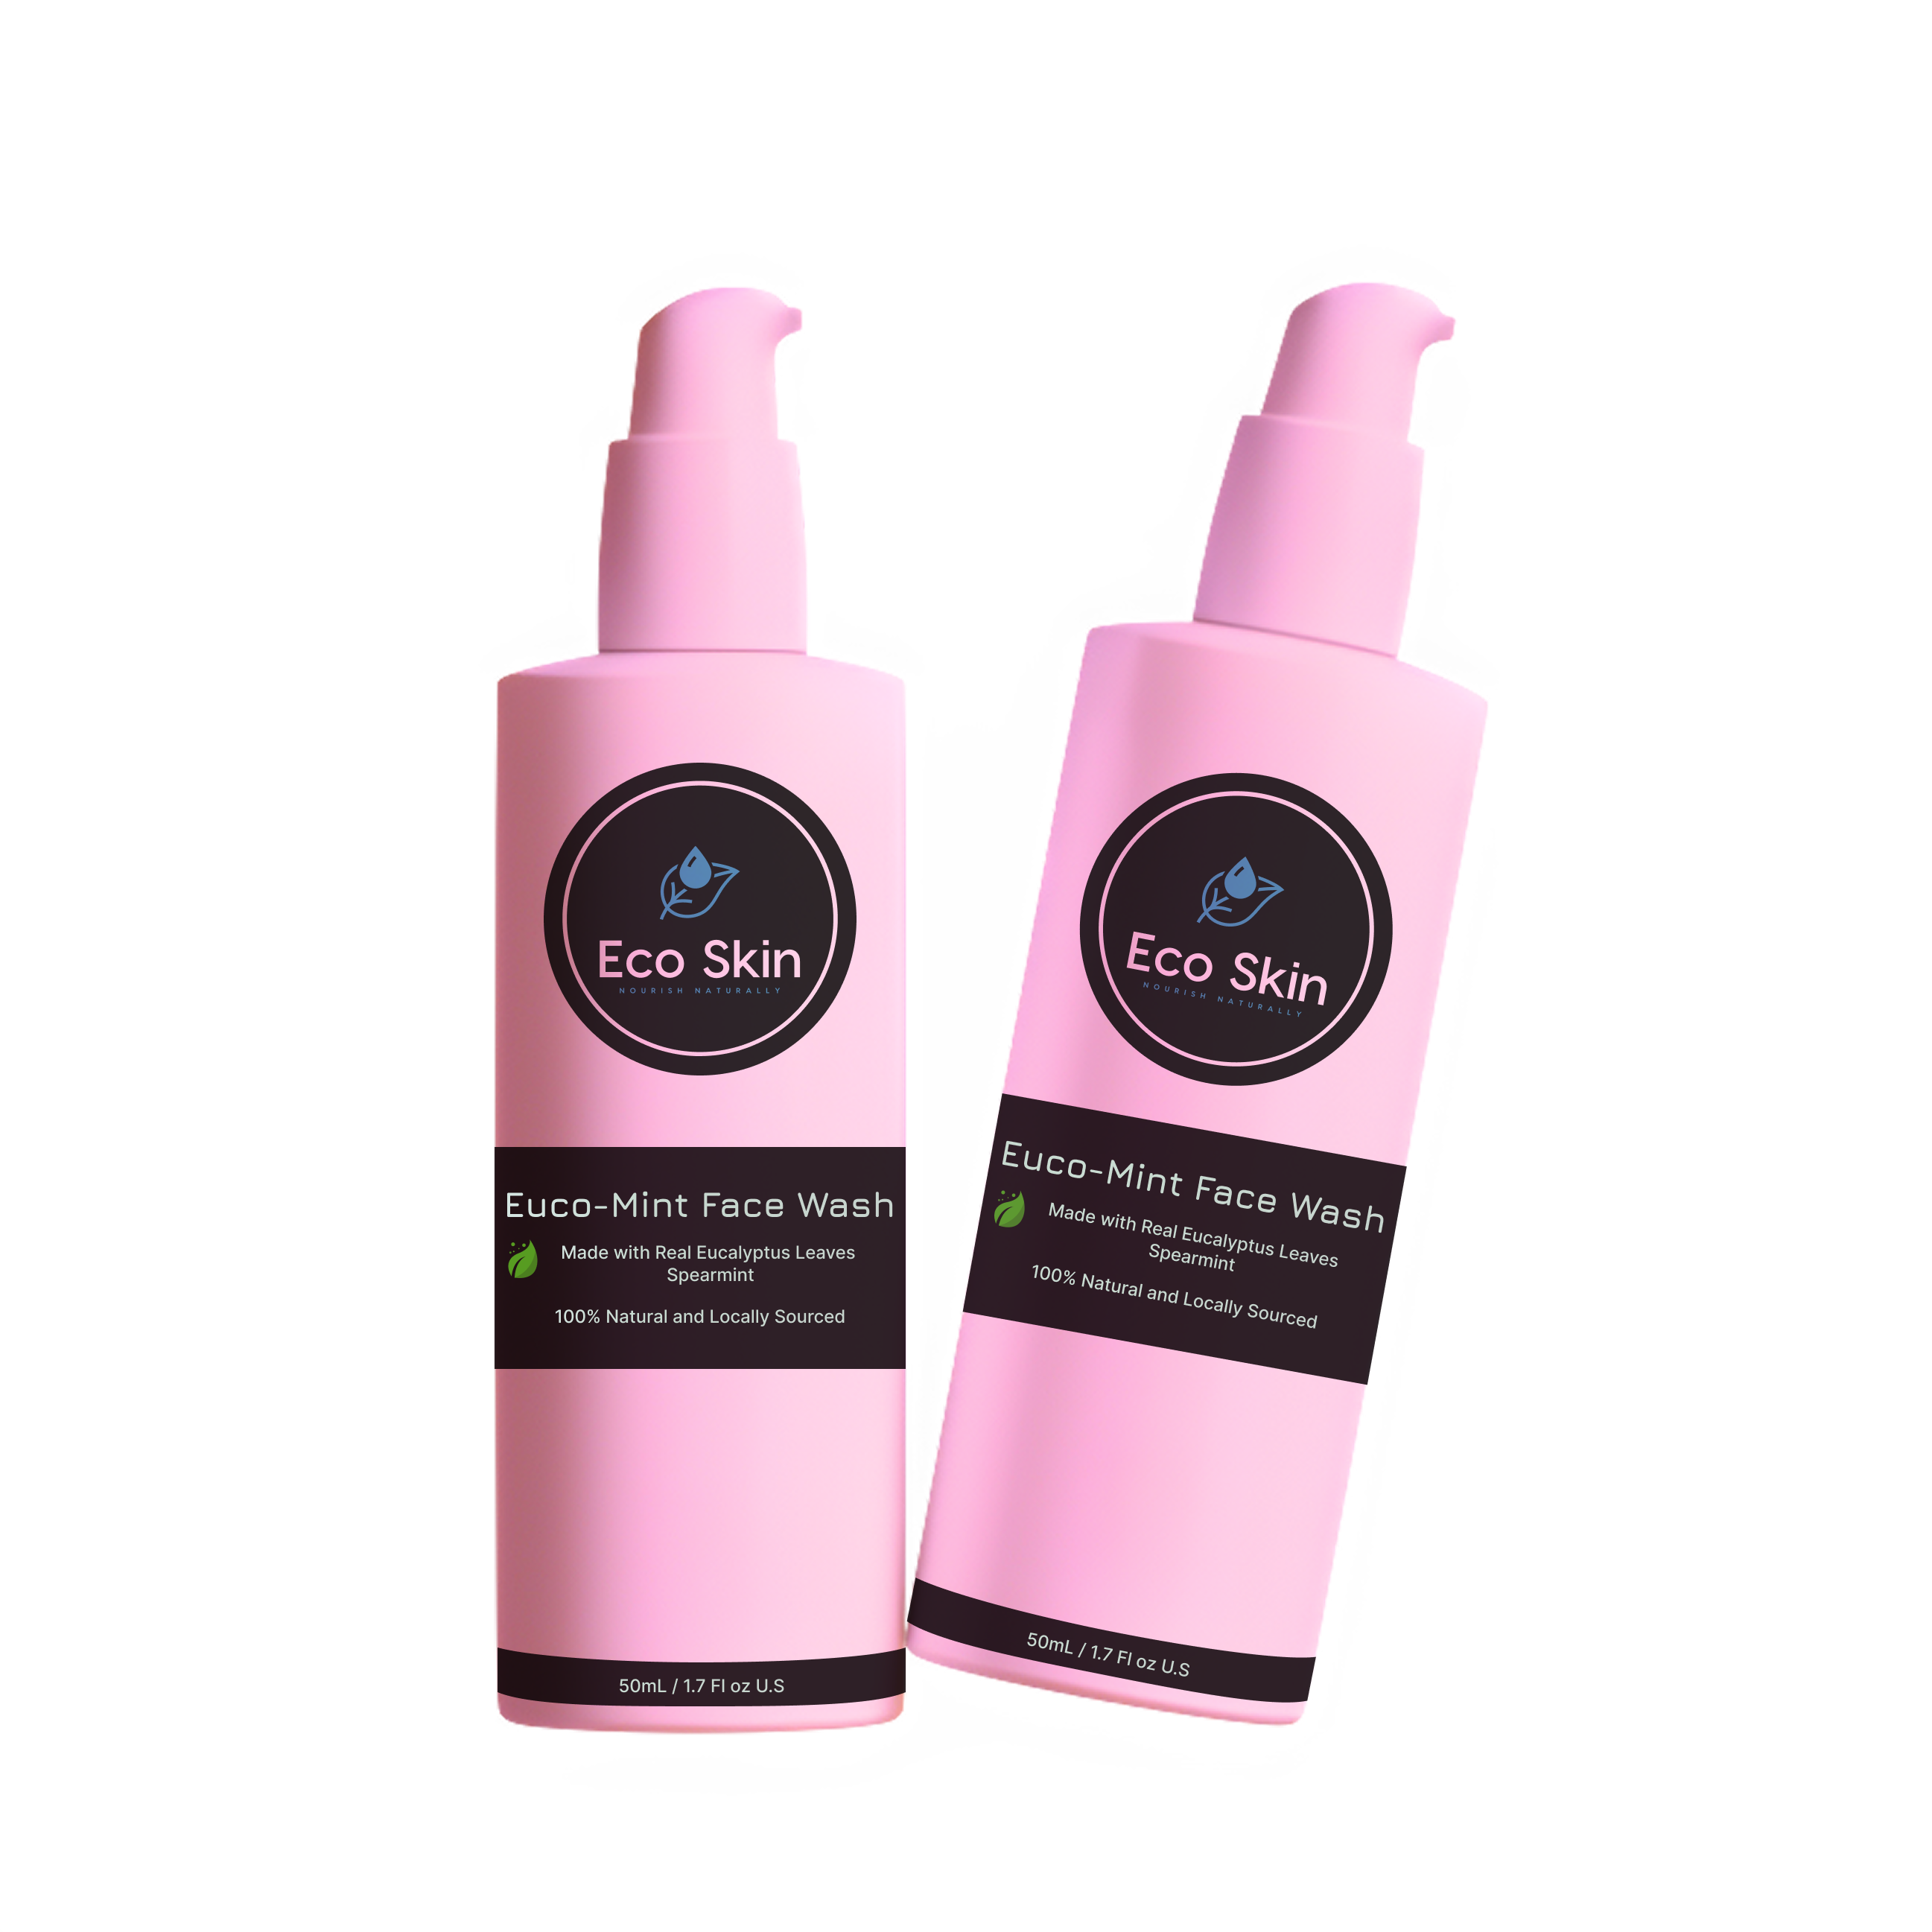 Eco Skin
NOURISH NATURALLY
Euco-Mint Face Wash
Made with Real Eucalyptus Leaves
Spearmint
100% Natural and Locally Sourced
50mL / 1.7 Fl oz U.S
Eco Skin
NOURISH NATURALLY
Euco-Mint Face Wash
Made with Real Eucalyptus Leaves
Spearmint
100% Natural and Locally Sourced
50mL / 1.7 Fl oz U.S